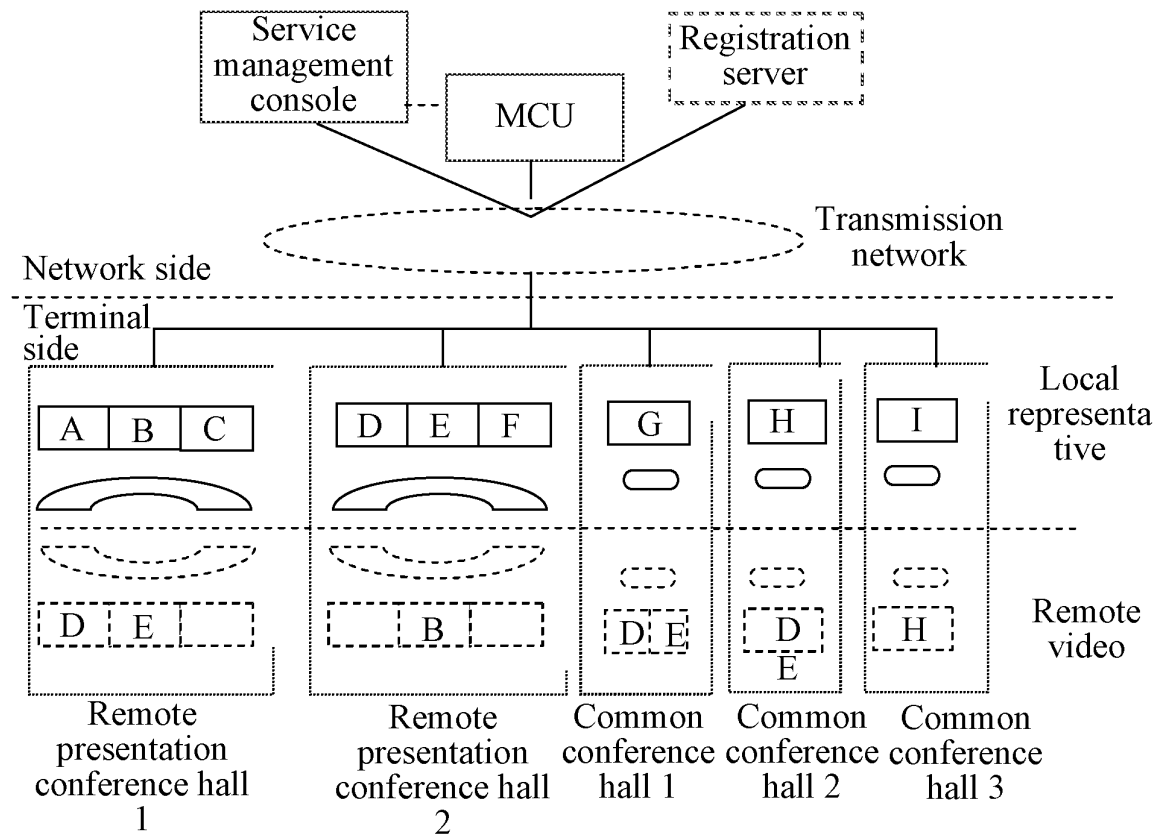 Service
management
console
MCU
Registration
server
Transmission
network
Network side
Terminal
side
A B C
D E F
G
H
I
Local
representa
tive
D E
B
D E
D
E
H
Remote
video
Remote
presentation
conference hall
1
Remote
presentation
conference hall
2
Common
conference
hall 1
Common
conference
hall 2
Common
conference
hall 3